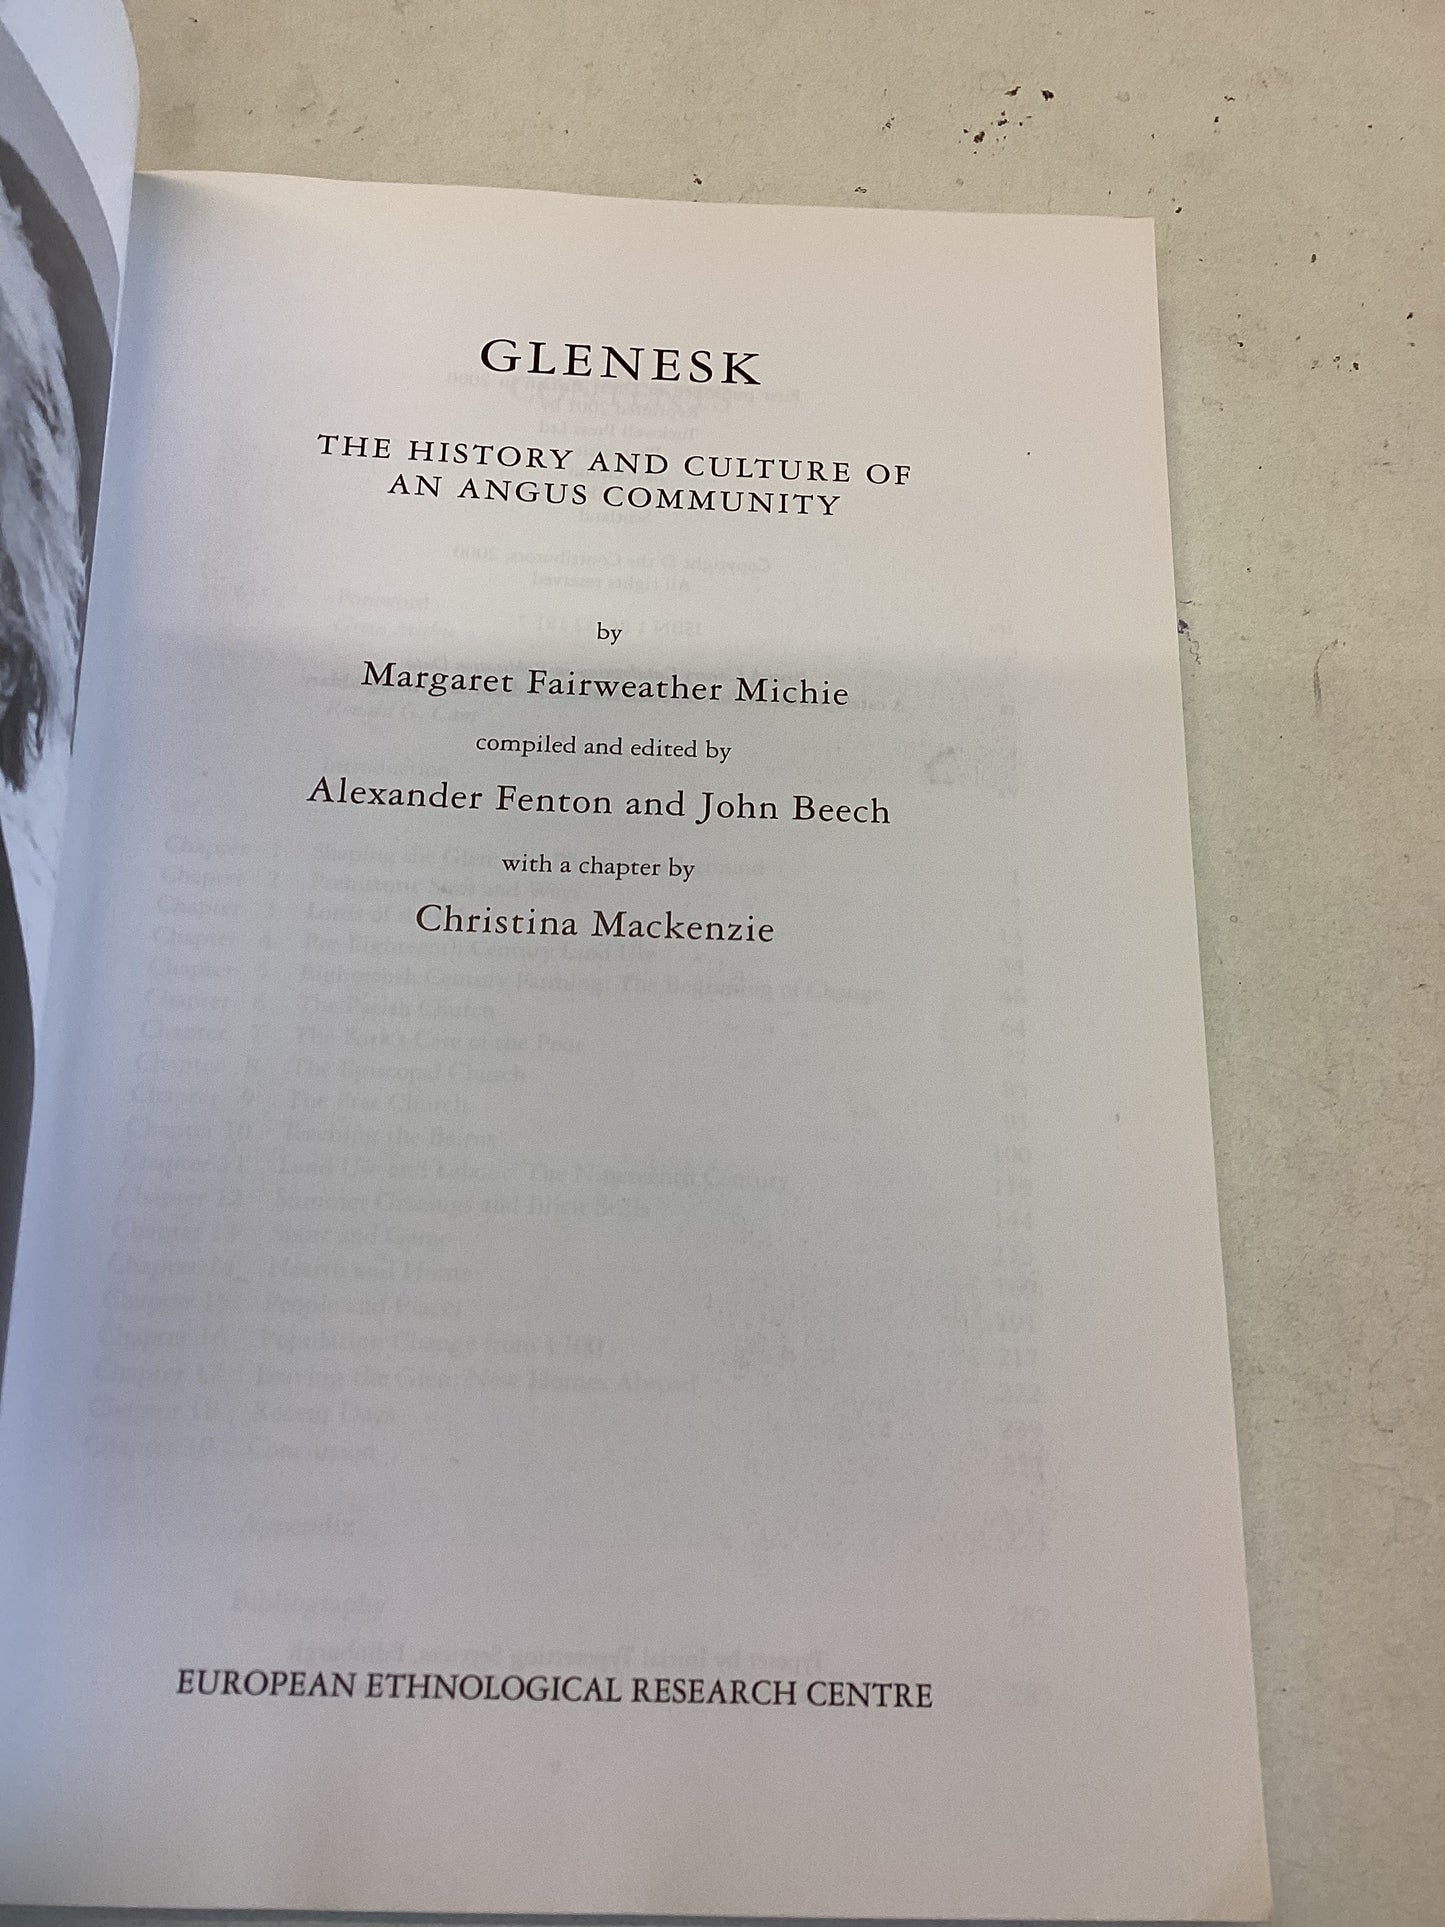 GLENESK
THE HISTORY AND CULTURE OF
AN ANGUS COMMUNITY
by
Margaret Fairweather Michie
compiled and edited by
Alexander Fenton and John Beech
with a chapter by
Christina Mackenzie
EUROPEAN ETHNOLOGICAL RESEARCH CENTRE